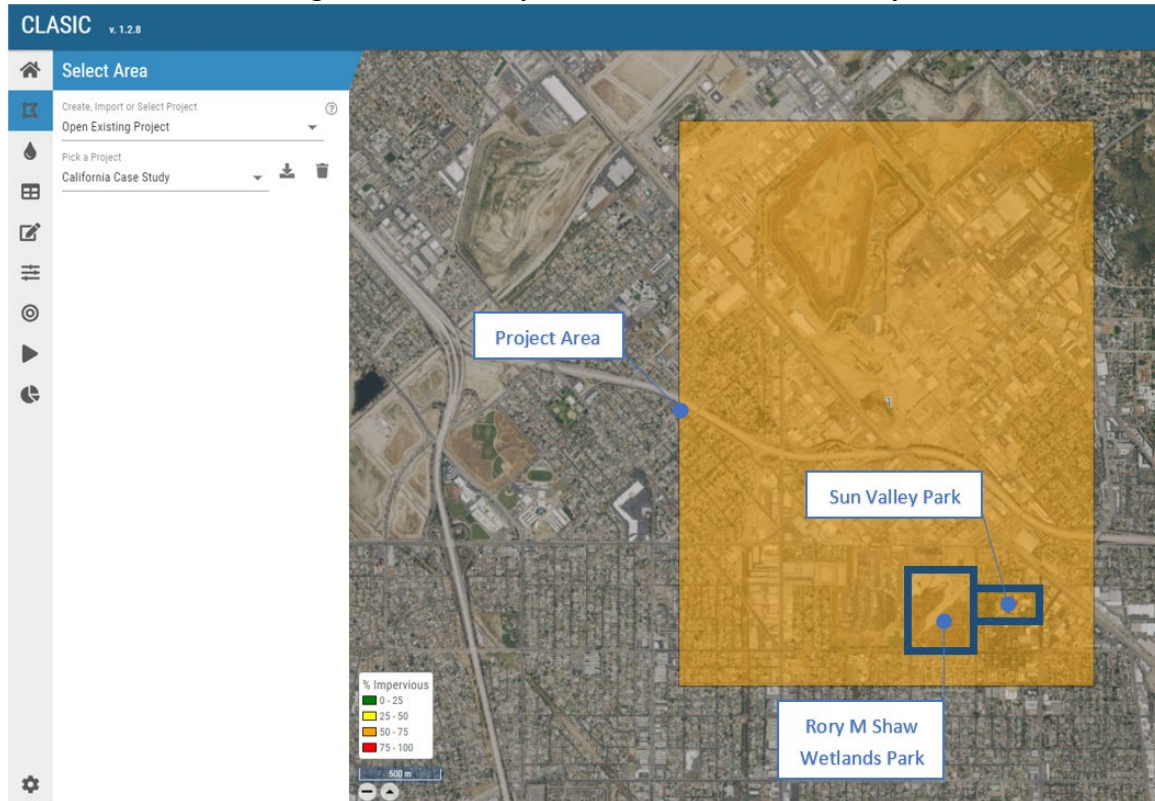 CLASIC v. 1.2.8
Select Area
Create, Import or Select Project
Open Existing Project
Pick a Project
California Case Study
Project Area
1
Sun Valley Park
Rory M Shaw
Wetlands Park
% Impervious
0 - 25
25 - 50
50 - 75
75 - 100
500 m